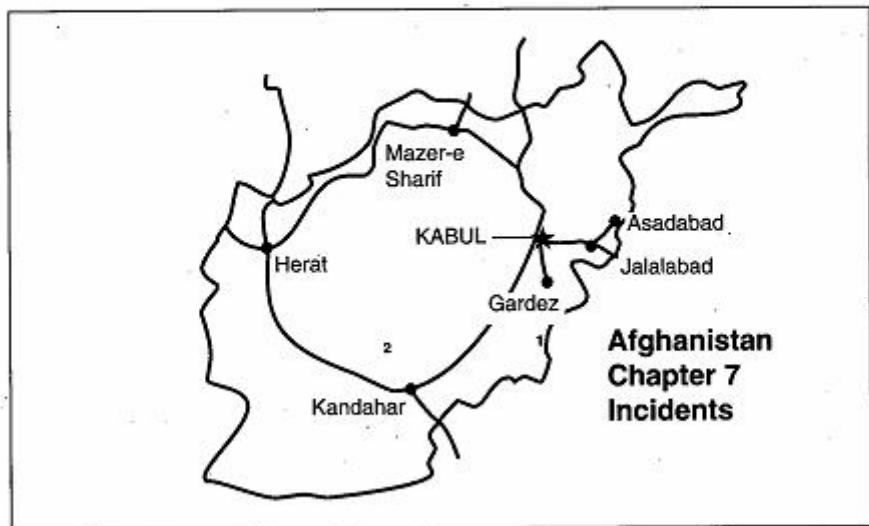 Mazer-e
Sharif
KABUL
Asadabad
Jalalabad
Herat
Gardez
2
1
Afghanistan
Chapter 7
Incidents
Kandahar